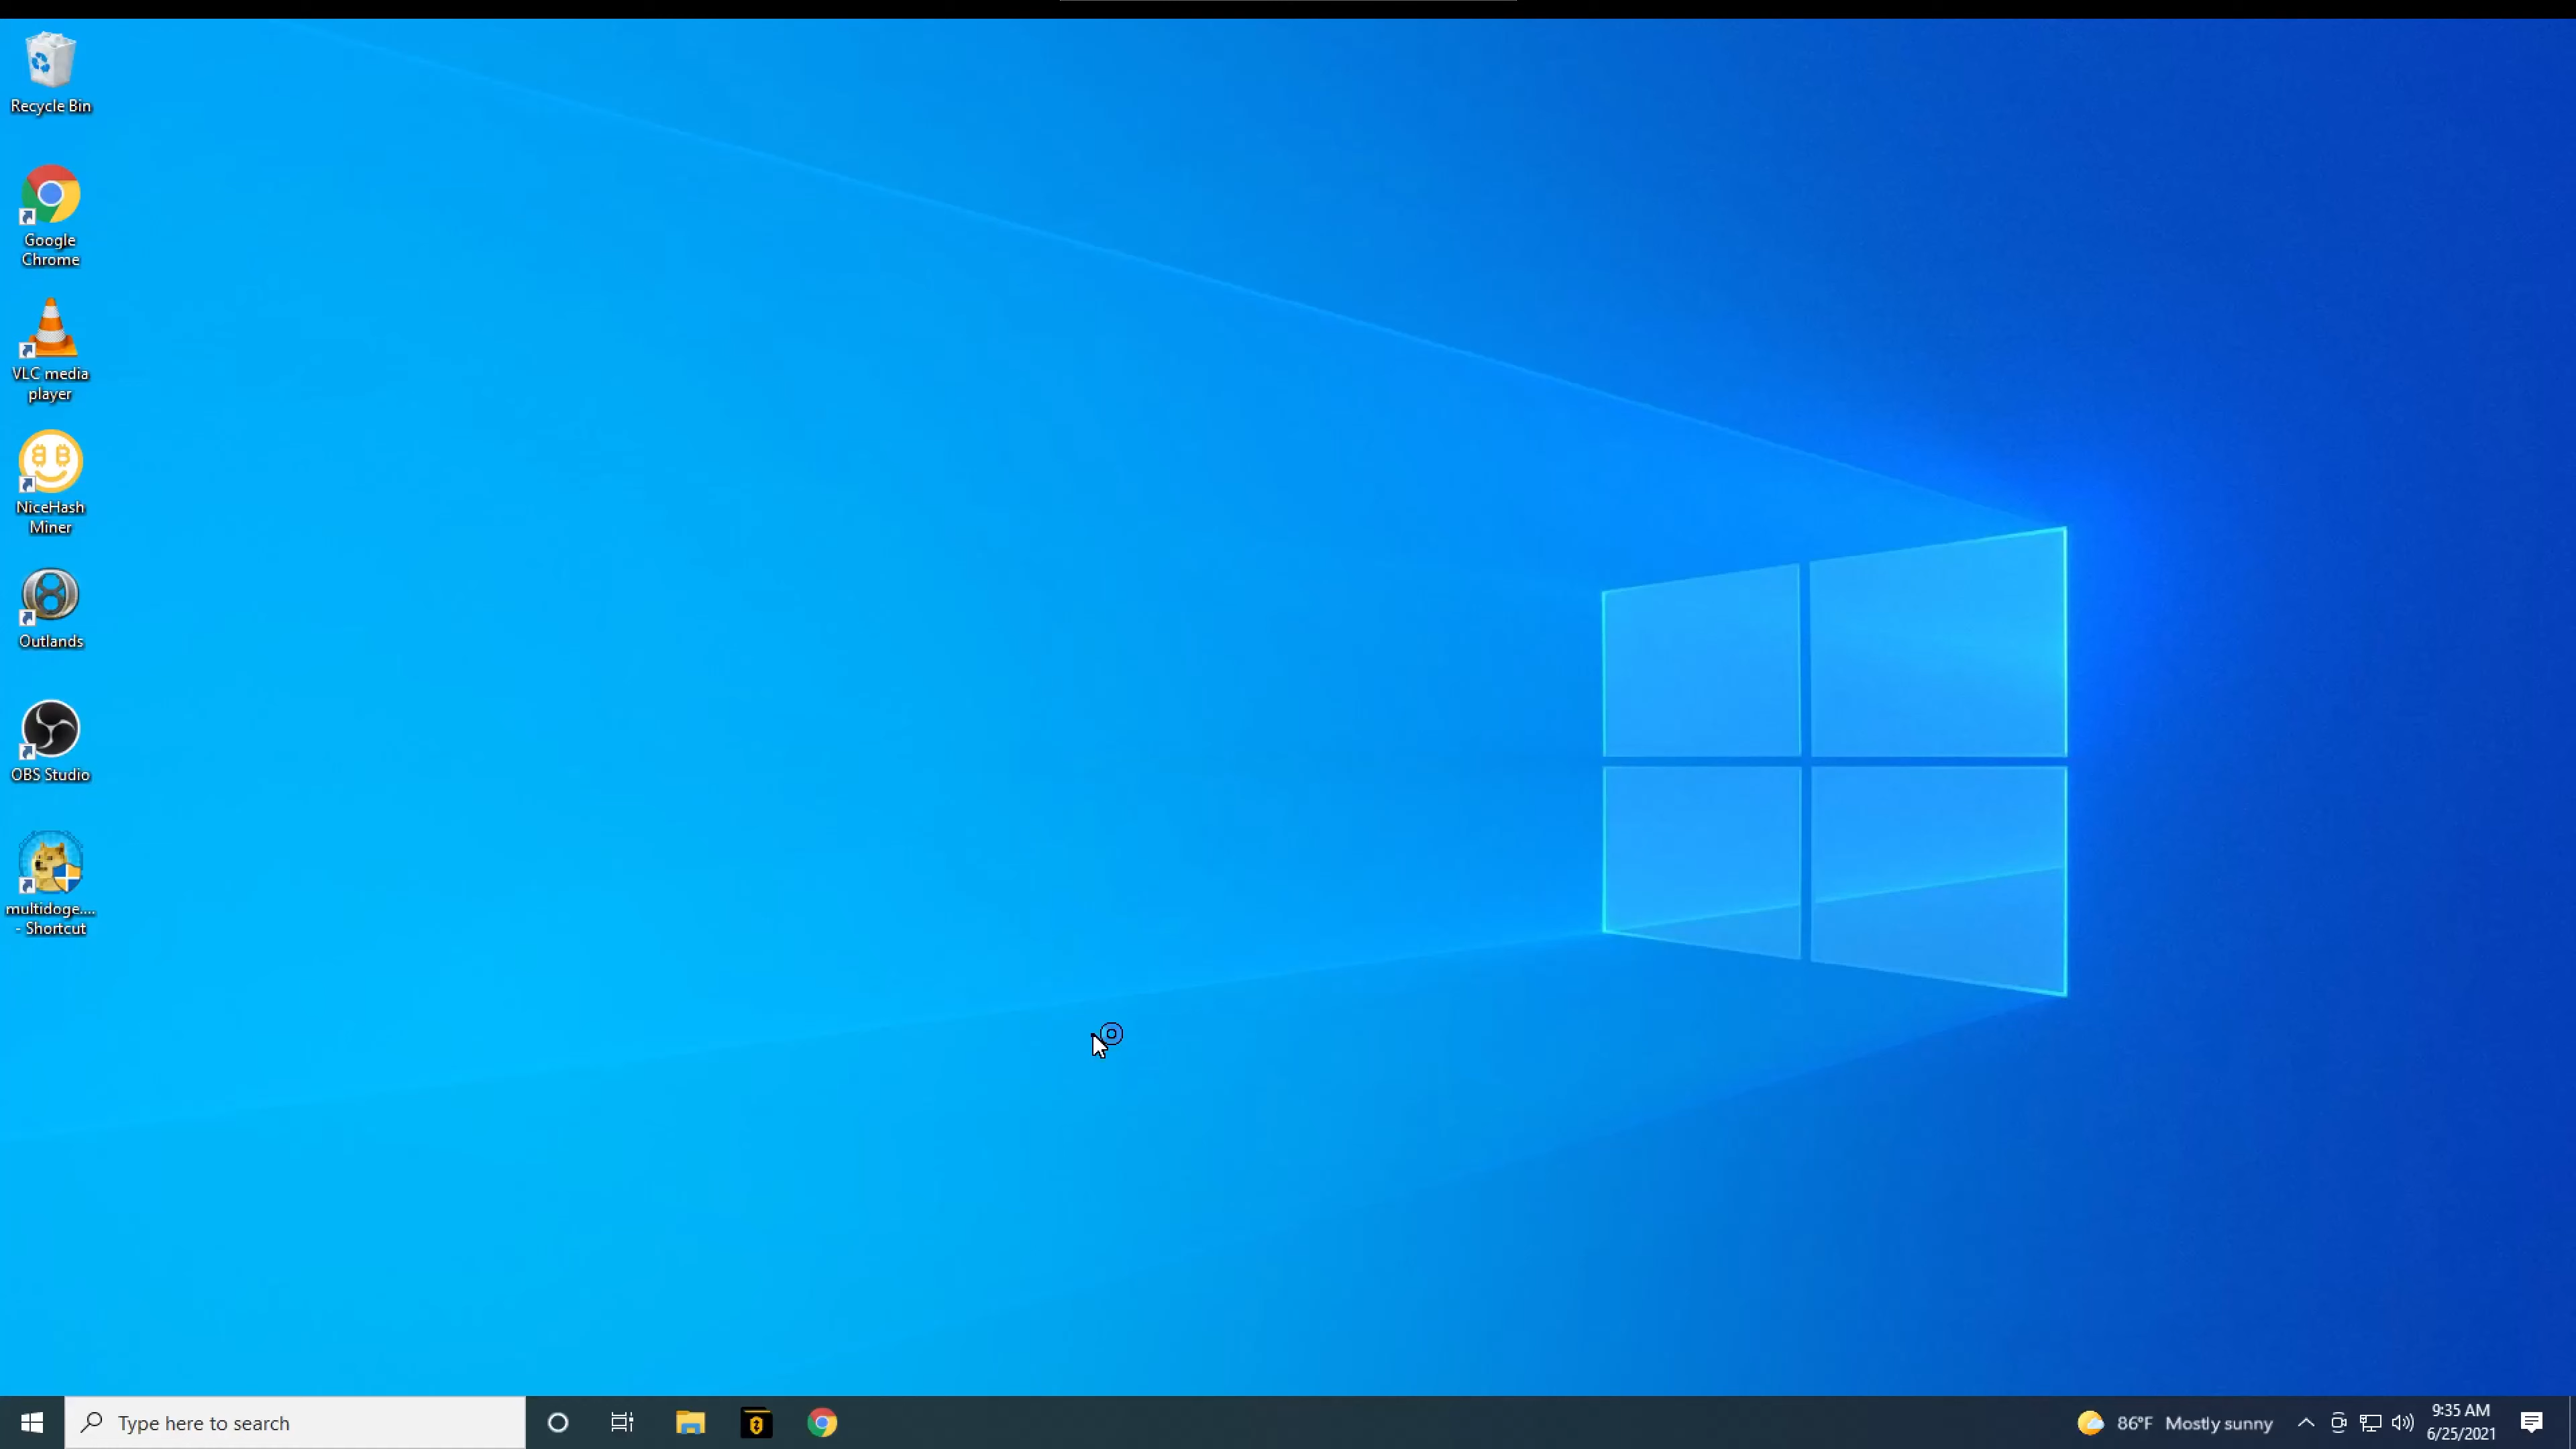 Recycle Bin
Google
Chrome
VLC media
player
NiceHash
Miner
Outlands
OBS Studio
multidoge....
- Shortcut
Type here to search
86°F Mostly sunny
9:35 AM
6/25/2021